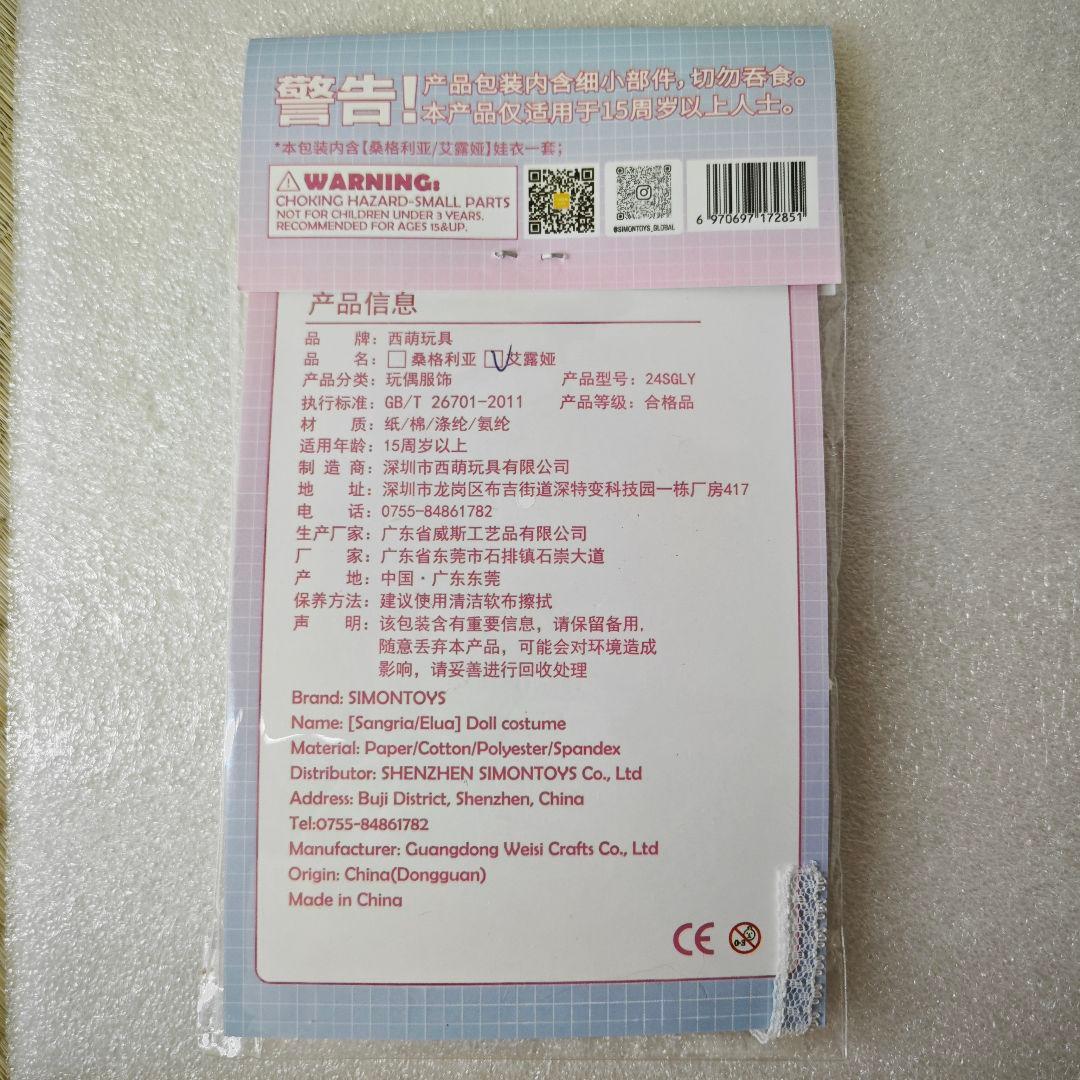 警告!
产品包装内含细小部件，切勿吞食。
本产品仅适用于15周岁以上人士。
*本包装内含【桑格利亚/艾露娅】娃衣一套；
WARNING:
CHOKING HAZARD-SMALL PARTS
NOT FOR CHILDREN UNDER 3 YEARS.
RECOMMENDED FOR AGES 15&UP.
@SIMONTOYS_GLOBAL
6 970697 172851
产品信息
品 牌：西萌玩具
品 名：桑格利亚 艾露娅
产品分类：玩偶服饰 产品型号：24SGLY
执行标准：GB/T 26701-2011 产品等级：合格品
材 质：纸/棉/涤纶/氨纶
适用年龄：15周岁以上
制 造 商：深圳市西萌玩具有限公司
地 址：深圳市龙岗区布吉街道深特变科技园一栋厂房417
电 话：0755-84861782
生产厂家：广东省威斯工艺品有限公司
厂 家：广东省东莞市石排镇石崇大道
产 地：中国·广东东莞
保养方法：建议使用清洁软布擦拭
声 明：该包装含有重要信息，请保留备用，
随意丢弃本产品，可能会对环境造成
影响，请妥善进行回收处理
Brand: SIMONTOYS
Name: [Sangria/Elua] Doll costume
Material: Paper/Cotton/Polyester/Spandex
Distributor: SHENZHEN SIMONTOYS Co., Ltd
Address: Buji District, Shenzhen, China
Tel:0755-84861782
Manufacturer: Guangdong Weisi Crafts Co., Ltd
Origin: China(Dongguan)
Made in China
CE 0-3